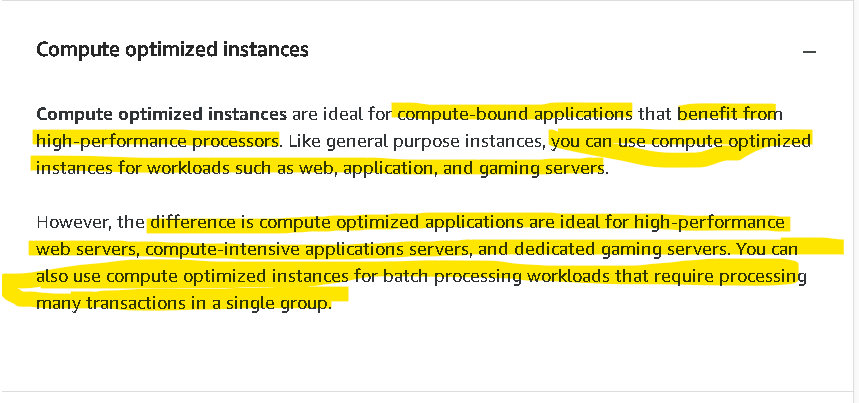 Compute optimized instances
Compute optimized instances are ideal for compute-bound applications that benefit from
high-performance processors. Like general purpose instances, you can use compute optimized
instances for workloads such as web, application, and gaming servers.
However, the difference is compute optimized applications are ideal for high-performance
web servers, compute-intensive applications servers, and dedicated gaming servers. You can
also use compute optimized instances for batch processing workloads that require processing
many transactions in a single group.